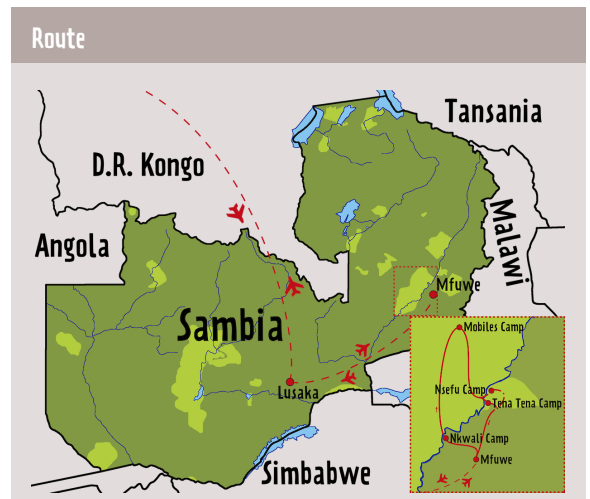 Route
Tansania
D.R. Kongo
Angola
Malawi
Mfuwe
Sambia
Lusaka
Simbabwe
Mobiles Camp
Nsefu Camp
Tena Tena Camp
Nkwali Camp
Mfuwe